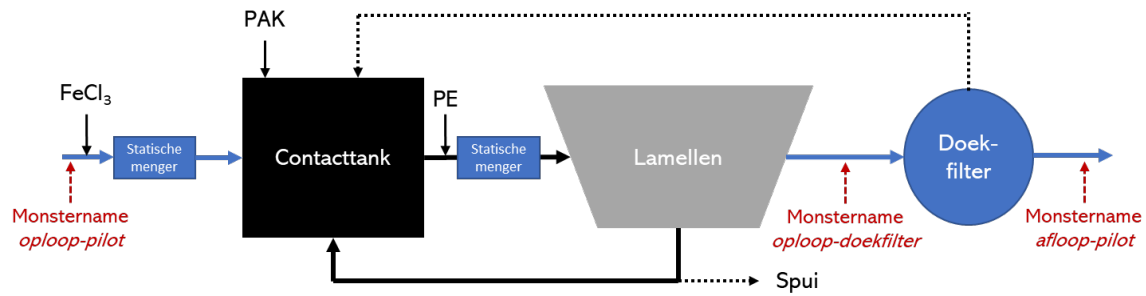 PAK
FeCl₃
PE
Statische
menger
Contacttank
Statische
menger
Lamellen
Doek-
filter
Monstername
oploop-pilot
Monstername
oploop-doekfilter
Monstername
afloop-pilot
Spui